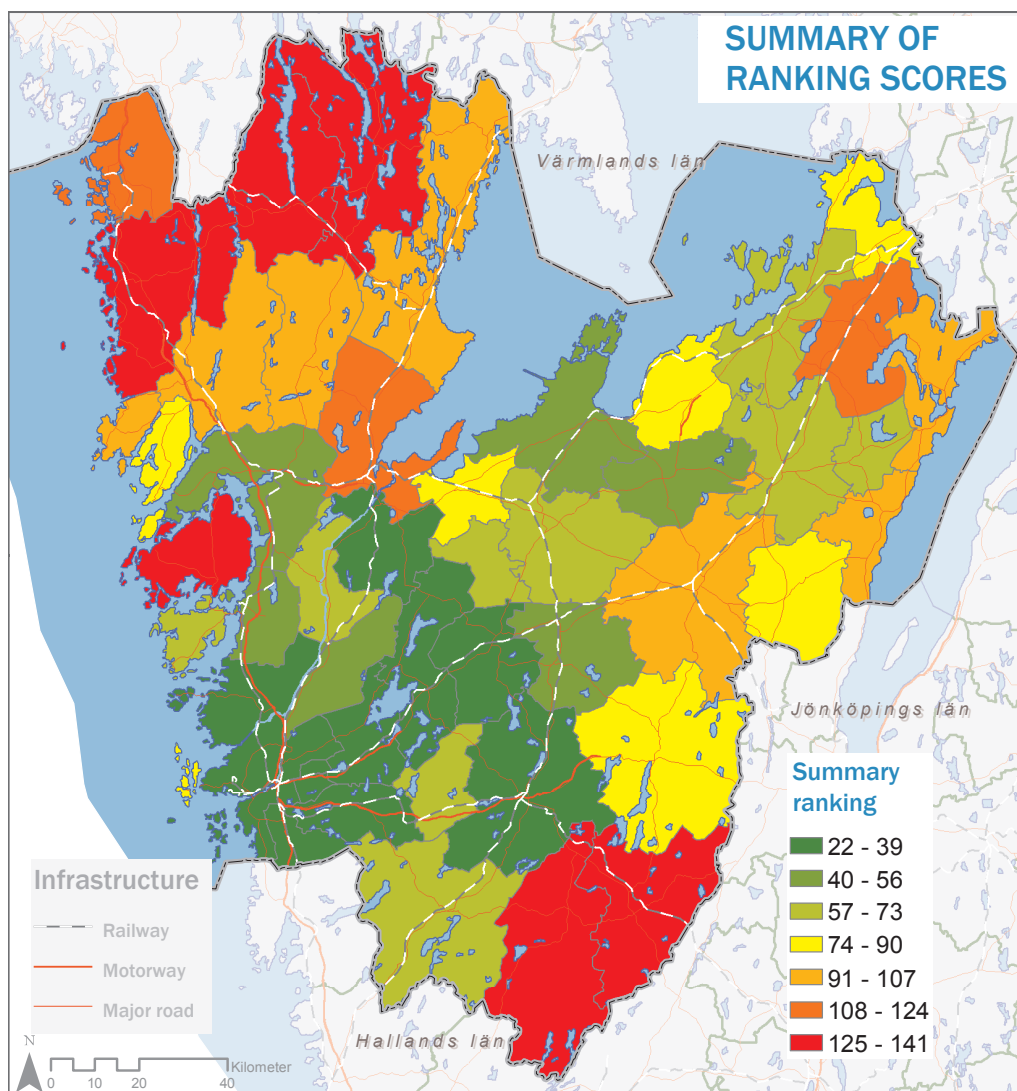 SUMMARY OF
RANKING SCORES
Värmlands län
Jönköpings län
Summary
ranking
22 - 39
40 - 56
57 - 73
74 - 90
91 - 107
108 - 124
125 - 141
Infrastructure
Railway
Motorway
Major road
Hallands län
N
Kilometer
0 10 20 40